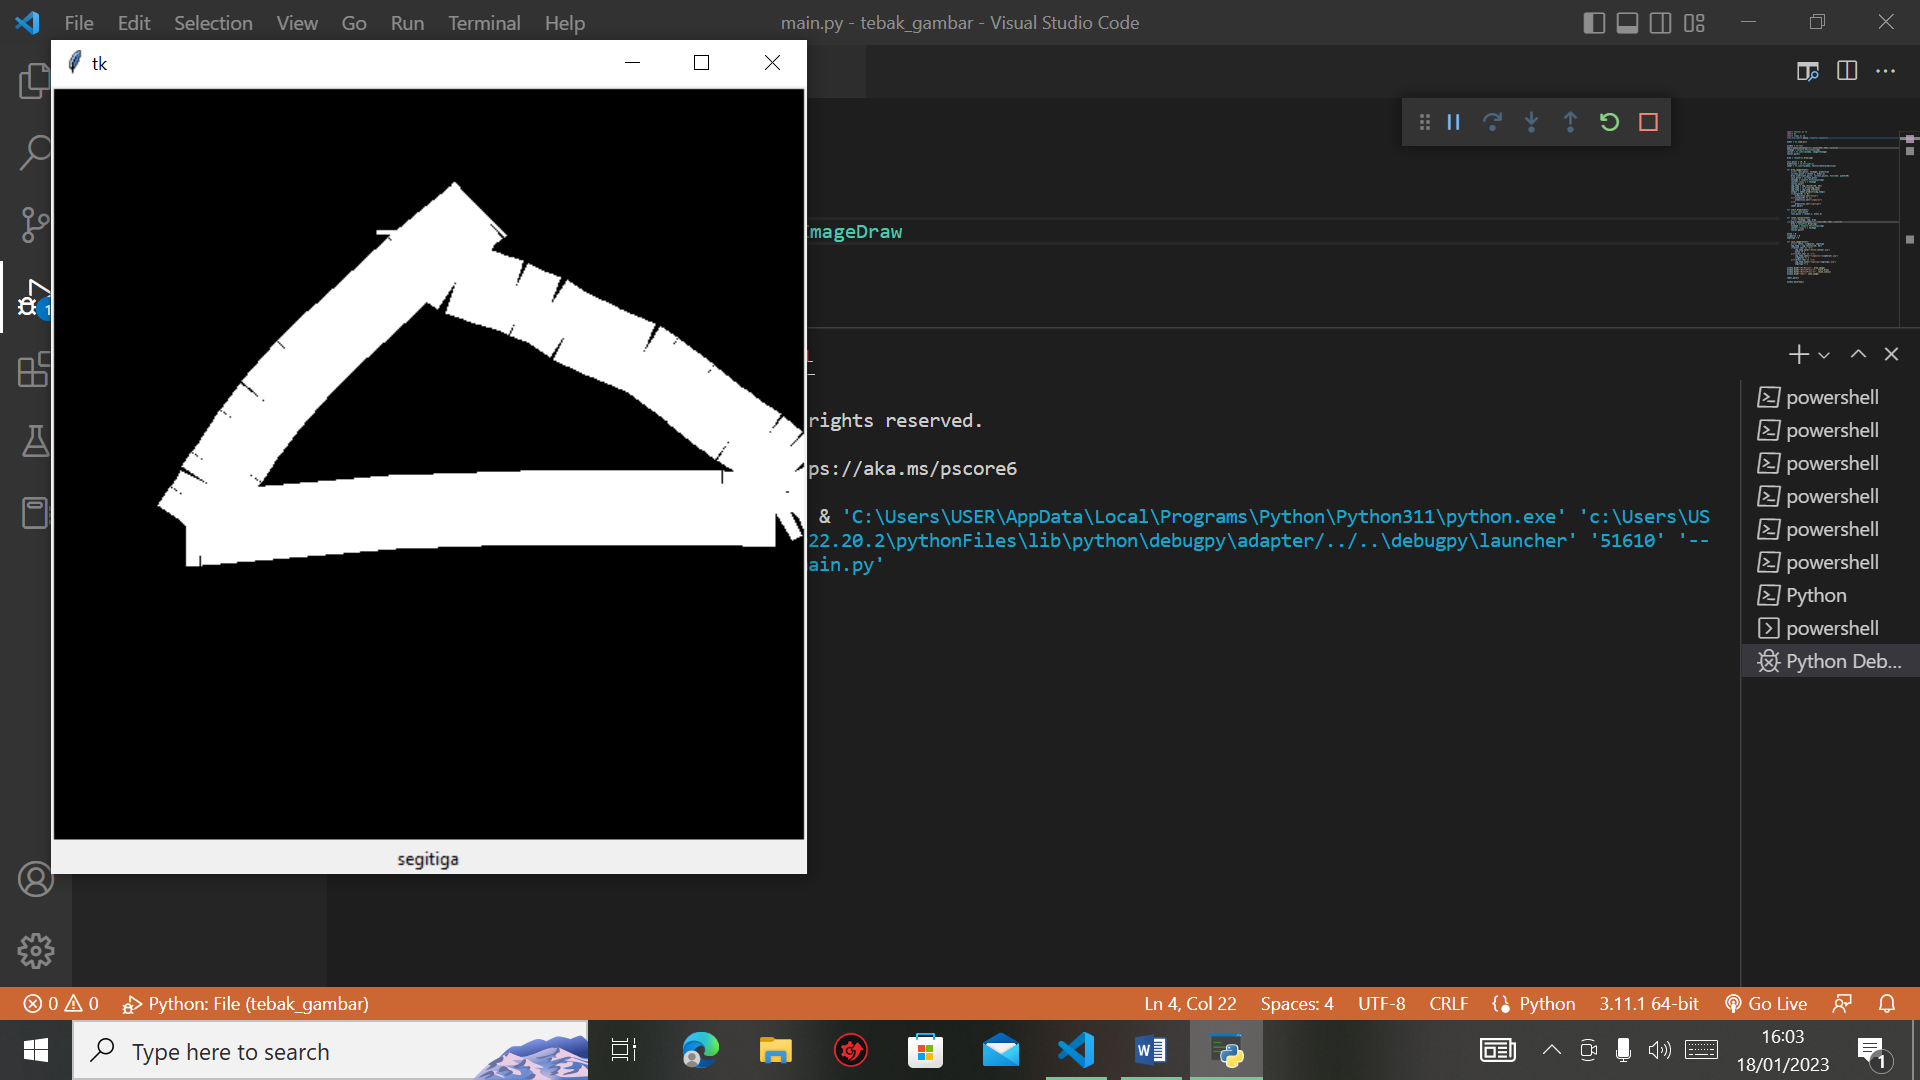 File Edit Selection View Go Run Terminal Help
main.py - tebak_gambar - Visual Studio Code
tk
ImageDraw
rights reserved.
ps://aka.ms/pscore6
& 'C:\Users\USER\AppData\Local\Programs\Python\Python311\python.exe' 'c:\Users\US
22.20.2\pythonFiles\lib\python\debugpy\adapter/../..\debugpy\launcher' '51610' '--
ain.py'
powershell
powershell
powershell
powershell
powershell
powershell
Python
powershell
Python Deb...
1
segitiga
0 0 Python: File (tebak_gambar)
Ln 4, Col 22 Spaces: 4 UTF-8 CRLF Python 3.11.1 64-bit Go Live
Type here to search
16:03
18/01/2023
1